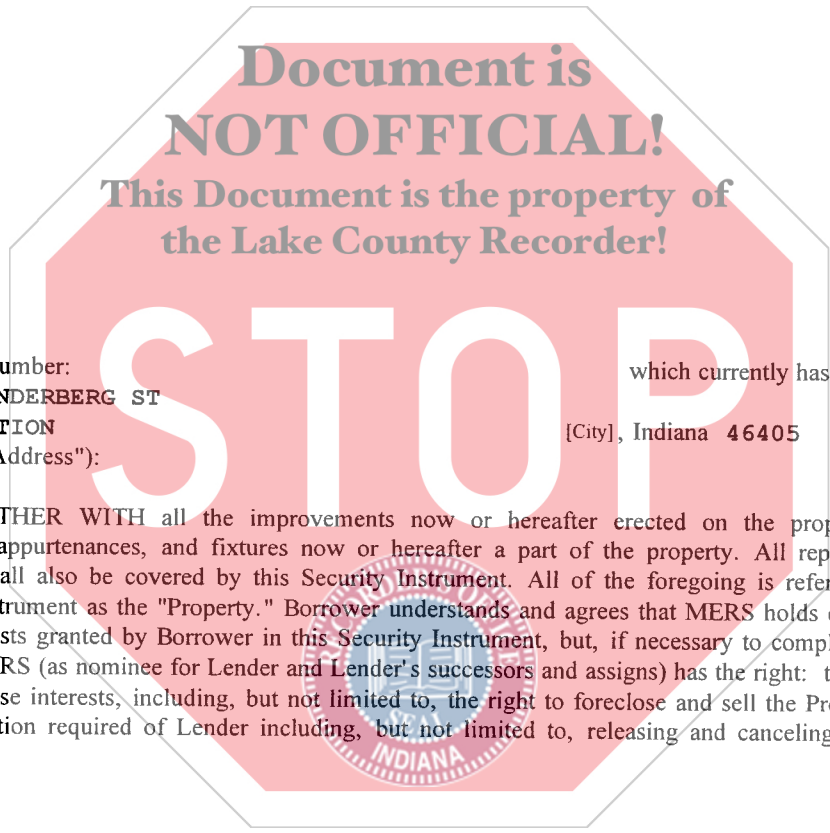 Document is
NOT OFFICIAL!
This Document is the property of
the Lake County Recorder!
STOP
umber:
which currently has
NDERBERG ST
TION
[City], Indiana 46405
Address"):
THER WITH all the improvements now or hereafter erected on the prop
appurtenances, and fixtures now or hereafter a part of the property. All rep
all also be covered by this Security Instrument. All of the foregoing is refer
trument as the "Property." Borrower understands and agrees that MERS holds
sts granted by Borrower in this Security Instrument, but, if necessary to compl
RS (as nominee for Lender and Lender's successors and assigns) has the right: t
se interests, including, but not limited to, the right to foreclose and sell the Pro
tion required of Lender including, but not limited to, releasing and canceling
RECORDER'S OFFICE
SEAL
INDIANA